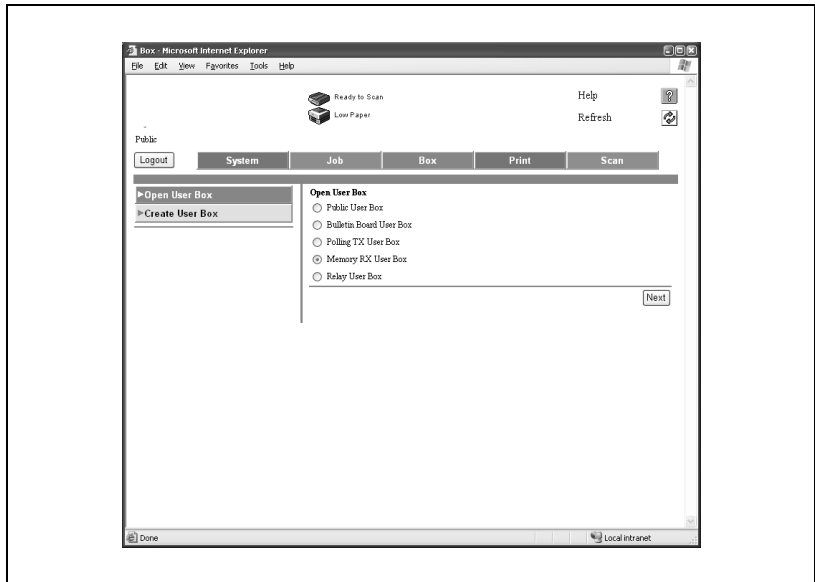 Box - Microsoft Internet Explorer
File Edit View Favorites Tools Help
Ready to Scan
Low Paper
Help
Refresh
-
Public
Logout System Job Box Print Scan
Open User Box
Create User Box
Open User Box
Public User Box
Bulletin Board User Box
Polling TX User Box
Memory RX User Box
Relay User Box
Next
Done
Local intranet